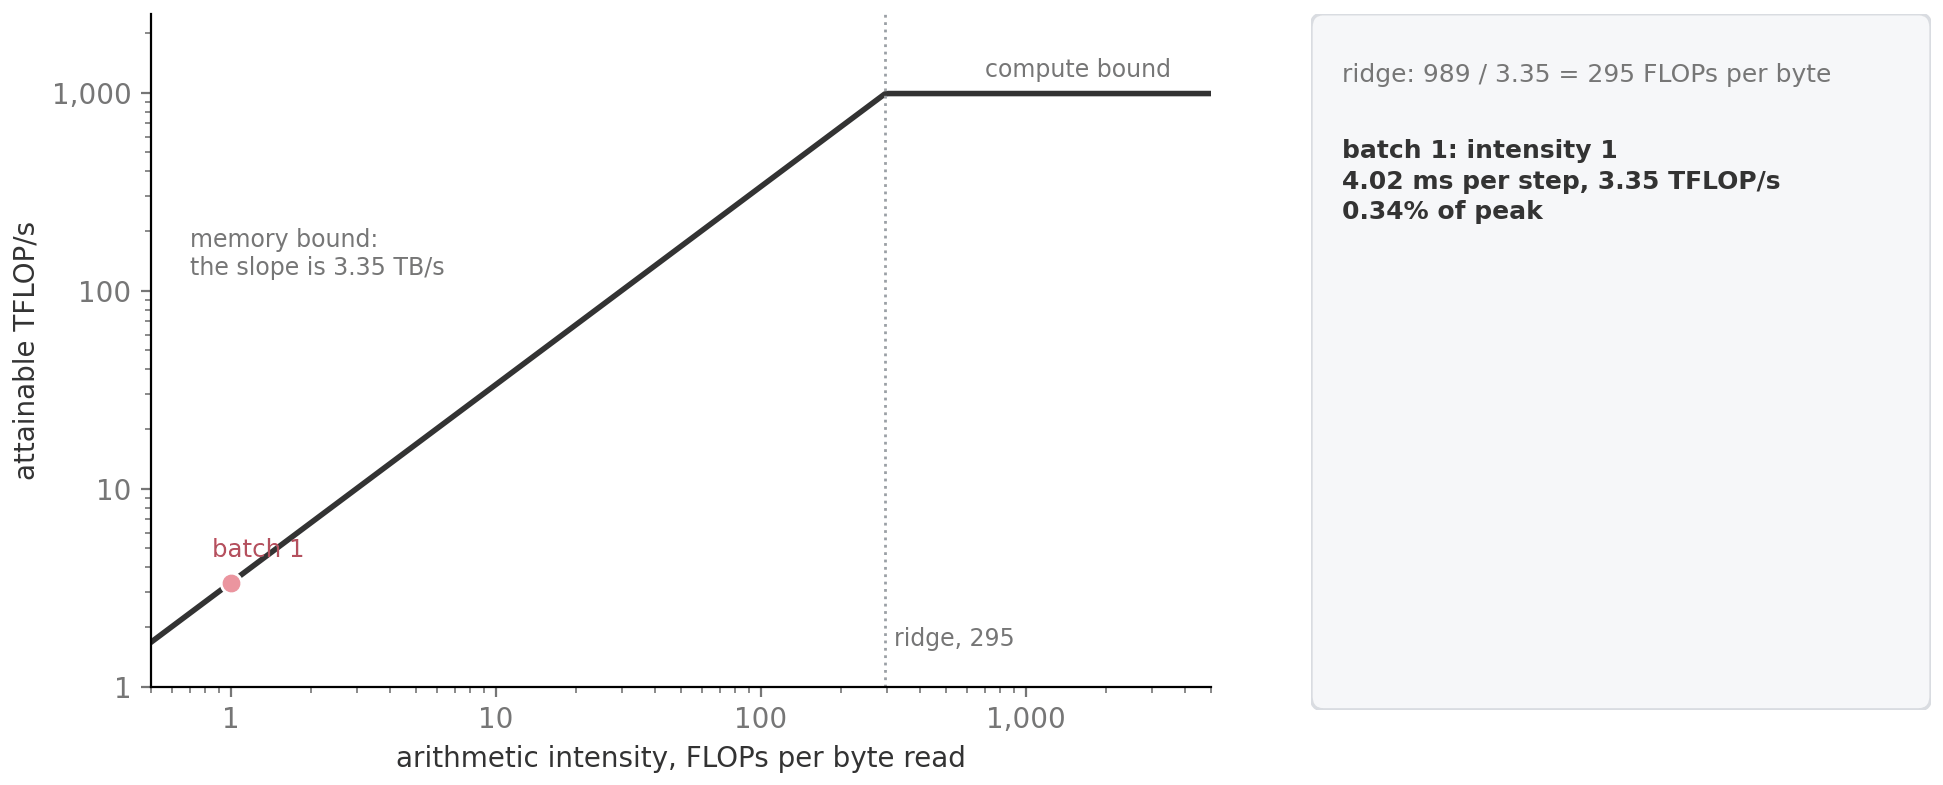 1,000
100
10
1
attainable TFLOP/s
memory bound:
the slope is 3.35 TB/s
compute bound
batch 1
ridge, 295
1
10
100
1,000
arithmetic intensity, FLOPs per byte read
ridge: 989 / 3.35 = 295 FLOPs per byte
batch 1: intensity 1
4.02 ms per step, 3.35 TFLOP/s
0.34% of peak